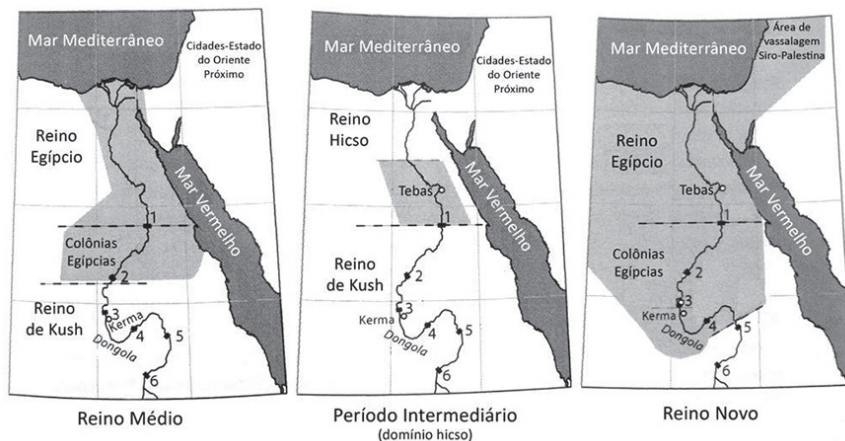 Mar Mediterrâneo
Cidades-Estado
do Oriente
Próximo
Reino
Egípcio
Mar Vermelho
1
Colônias
Egípcias
2
Reino
de Kush
3
Kerma
Dongola
4
5
6
Reino Médio
Mar Mediterrâneo
Cidades-Estado
do Oriente
Próximo
Reino
Hicso
Tebas
Mar Vermelho
1
Reino
de Kush
2
3
Kerma
Dongola
4
5
6
Período Intermediário
(domínio hicso)
Mar Mediterrâneo
Área de
vassalagem
Siro-Palestina
Reino
Egípcio
Tebas
Mar Vermelho
1
Colônias
Egípcias
2
3
Kerma
Dongola
4
5
6
Reino Novo